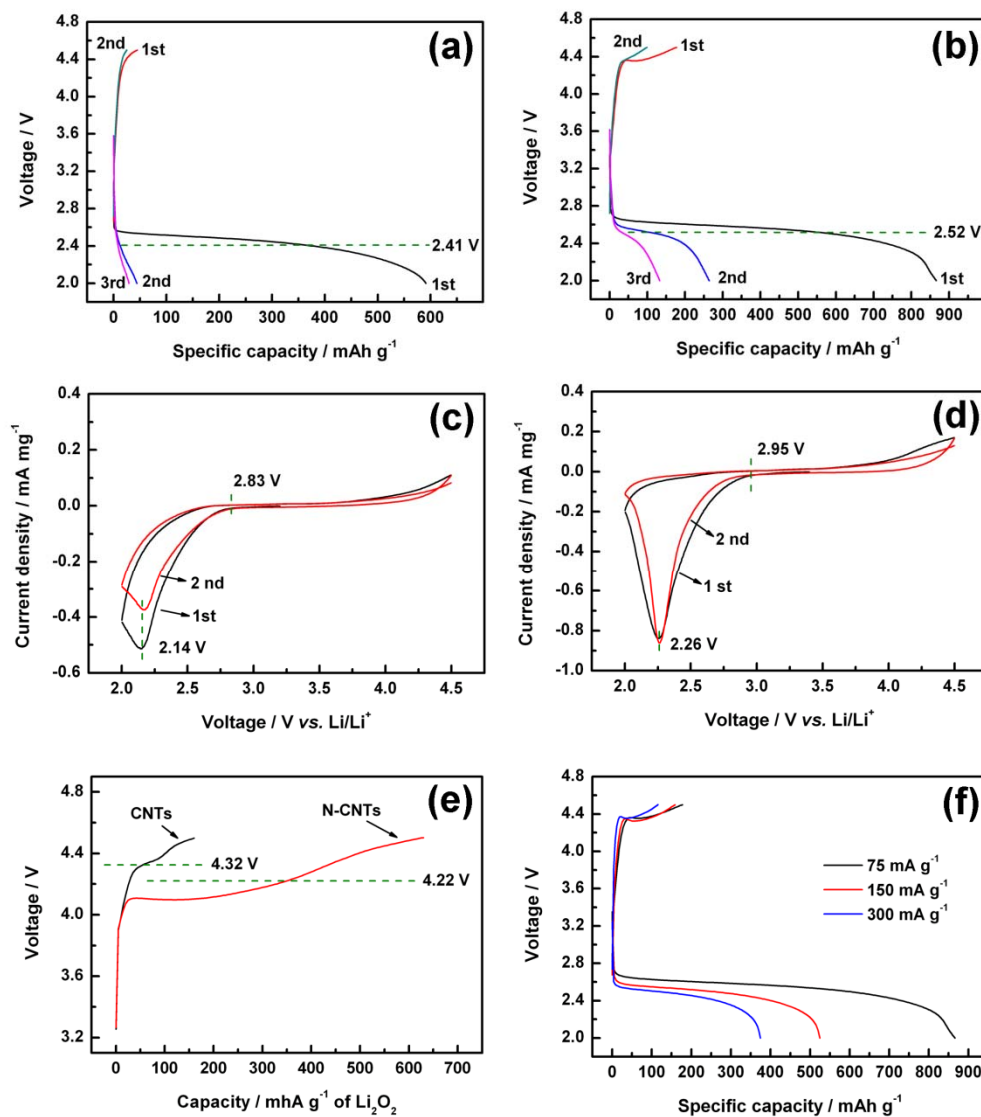 (a)
4.8
4.4
4.0
3.6
3.2
2.8
2.4
2.0
Voltage / V
2nd
1st
2.41 V
3rd
2nd
1st
0 100 200 300 400 500 600
Specific capacity / mAh g⁻¹
(b)
4.8
4.4
4.0
3.6
3.2
2.8
2.4
2.0
Voltage / V
2nd
1st
2.52 V
3rd
2nd
1st
0 100 200 300 400 500 600 700 800 900
Specific capacity / mAh g⁻¹
(c)
0.4
0.2
0.0
-0.2
-0.4
-0.6
Current density / mA mg⁻¹
2.83 V
2 nd
1st
2.14 V
2.0 2.5 3.0 3.5 4.0 4.5
Voltage / V vs. Li/Li⁺
(d)
0.4
0.2
0.0
-0.2
-0.4
-0.6
-0.8
-1.0
Current density / mA mg⁻¹
2.95 V
2 nd
1 st
2.26 V
2.0 2.5 3.0 3.5 4.0 4.5
Voltage / V vs. Li/Li⁺
(e)
4.8
4.4
4.0
3.6
3.2
Voltage / V
CNTs
N-CNTs
4.32 V
4.22 V
0 100 200 300 400 500 600 700
Capacity / mhA g⁻¹ of Li₂O₂
(f)
4.8
4.4
4.0
3.6
3.2
2.8
2.4
2.0
Voltage / V
75 mA g⁻¹
150 mA g⁻¹
300 mA g⁻¹
0 100 200 300 400 500 600 700 800 900
Specific capacity / mAh g⁻¹